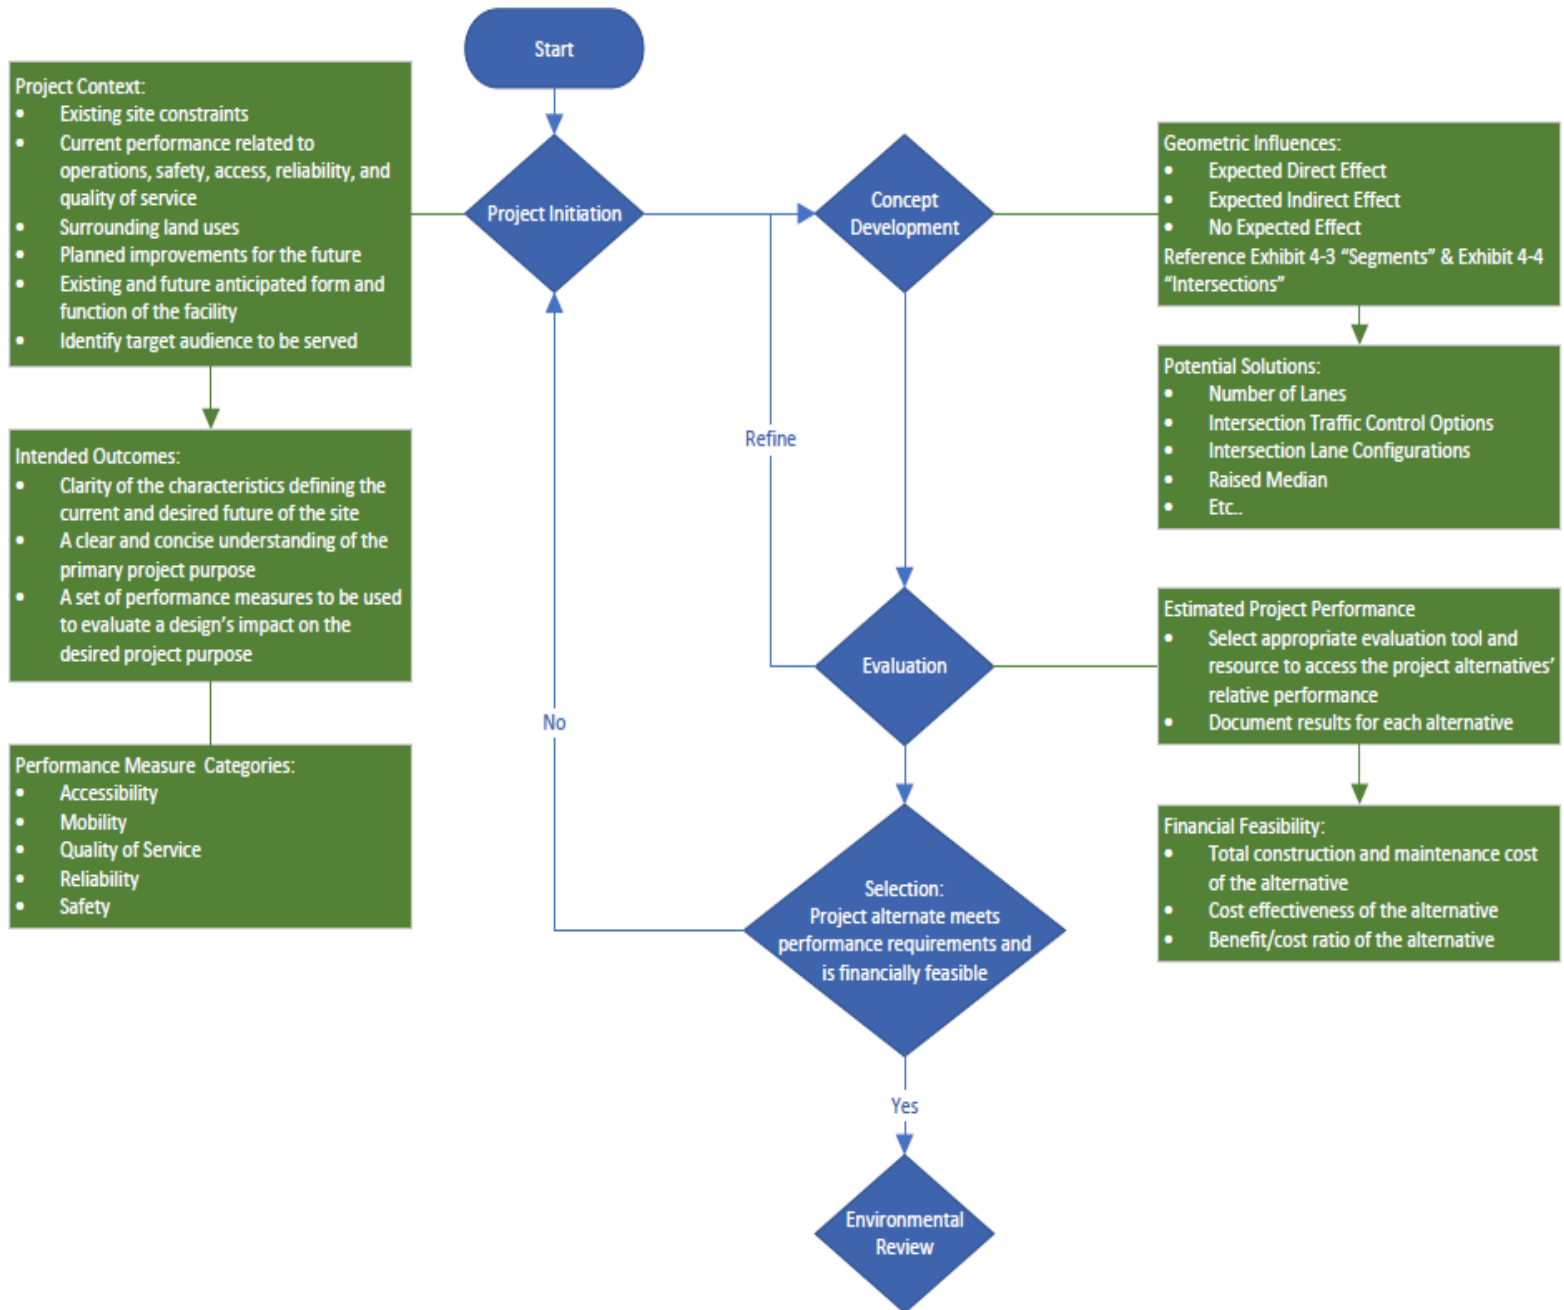 Start
Project Context:
• Existing site constraints
• Current performance related to
operations, safety, access, reliability, and
quality of service
• Surrounding land uses
• Planned improvements for the future
• Existing and future anticipated form and
function of the facility
• Identify target audience to be served
Project Initiation
Concept
Development
Geometric Influences:
• Expected Direct Effect
• Expected Indirect Effect
• No Expected Effect
Reference Exhibit 4-3 “Segments” & Exhibit 4-4
“Intersections”
Potential Solutions:
• Number of Lanes
• Intersection Traffic Control Options
• Intersection Lane Configurations
• Raised Median
• Etc..
Refine
Intended Outcomes:
• Clarity of the characteristics defining the
current and desired future of the site
• A clear and concise understanding of the
primary project purpose
• A set of performance measures to be used
to evaluate a design’s impact on the
desired project purpose
Evaluation
Estimated Project Performance
• Select appropriate evaluation tool and
resource to access the project alternatives’
relative performance
• Document results for each alternative
No
Performance Measure Categories:
• Accessibility
• Mobility
• Quality of Service
• Reliability
• Safety
Selection:
Project alternate meets
performance requirements and
is financially feasible
Financial Feasibility:
• Total construction and maintenance cost
of the alternative
• Cost effectiveness of the alternative
• Benefit/cost ratio of the alternative
Yes
Environmental
Review